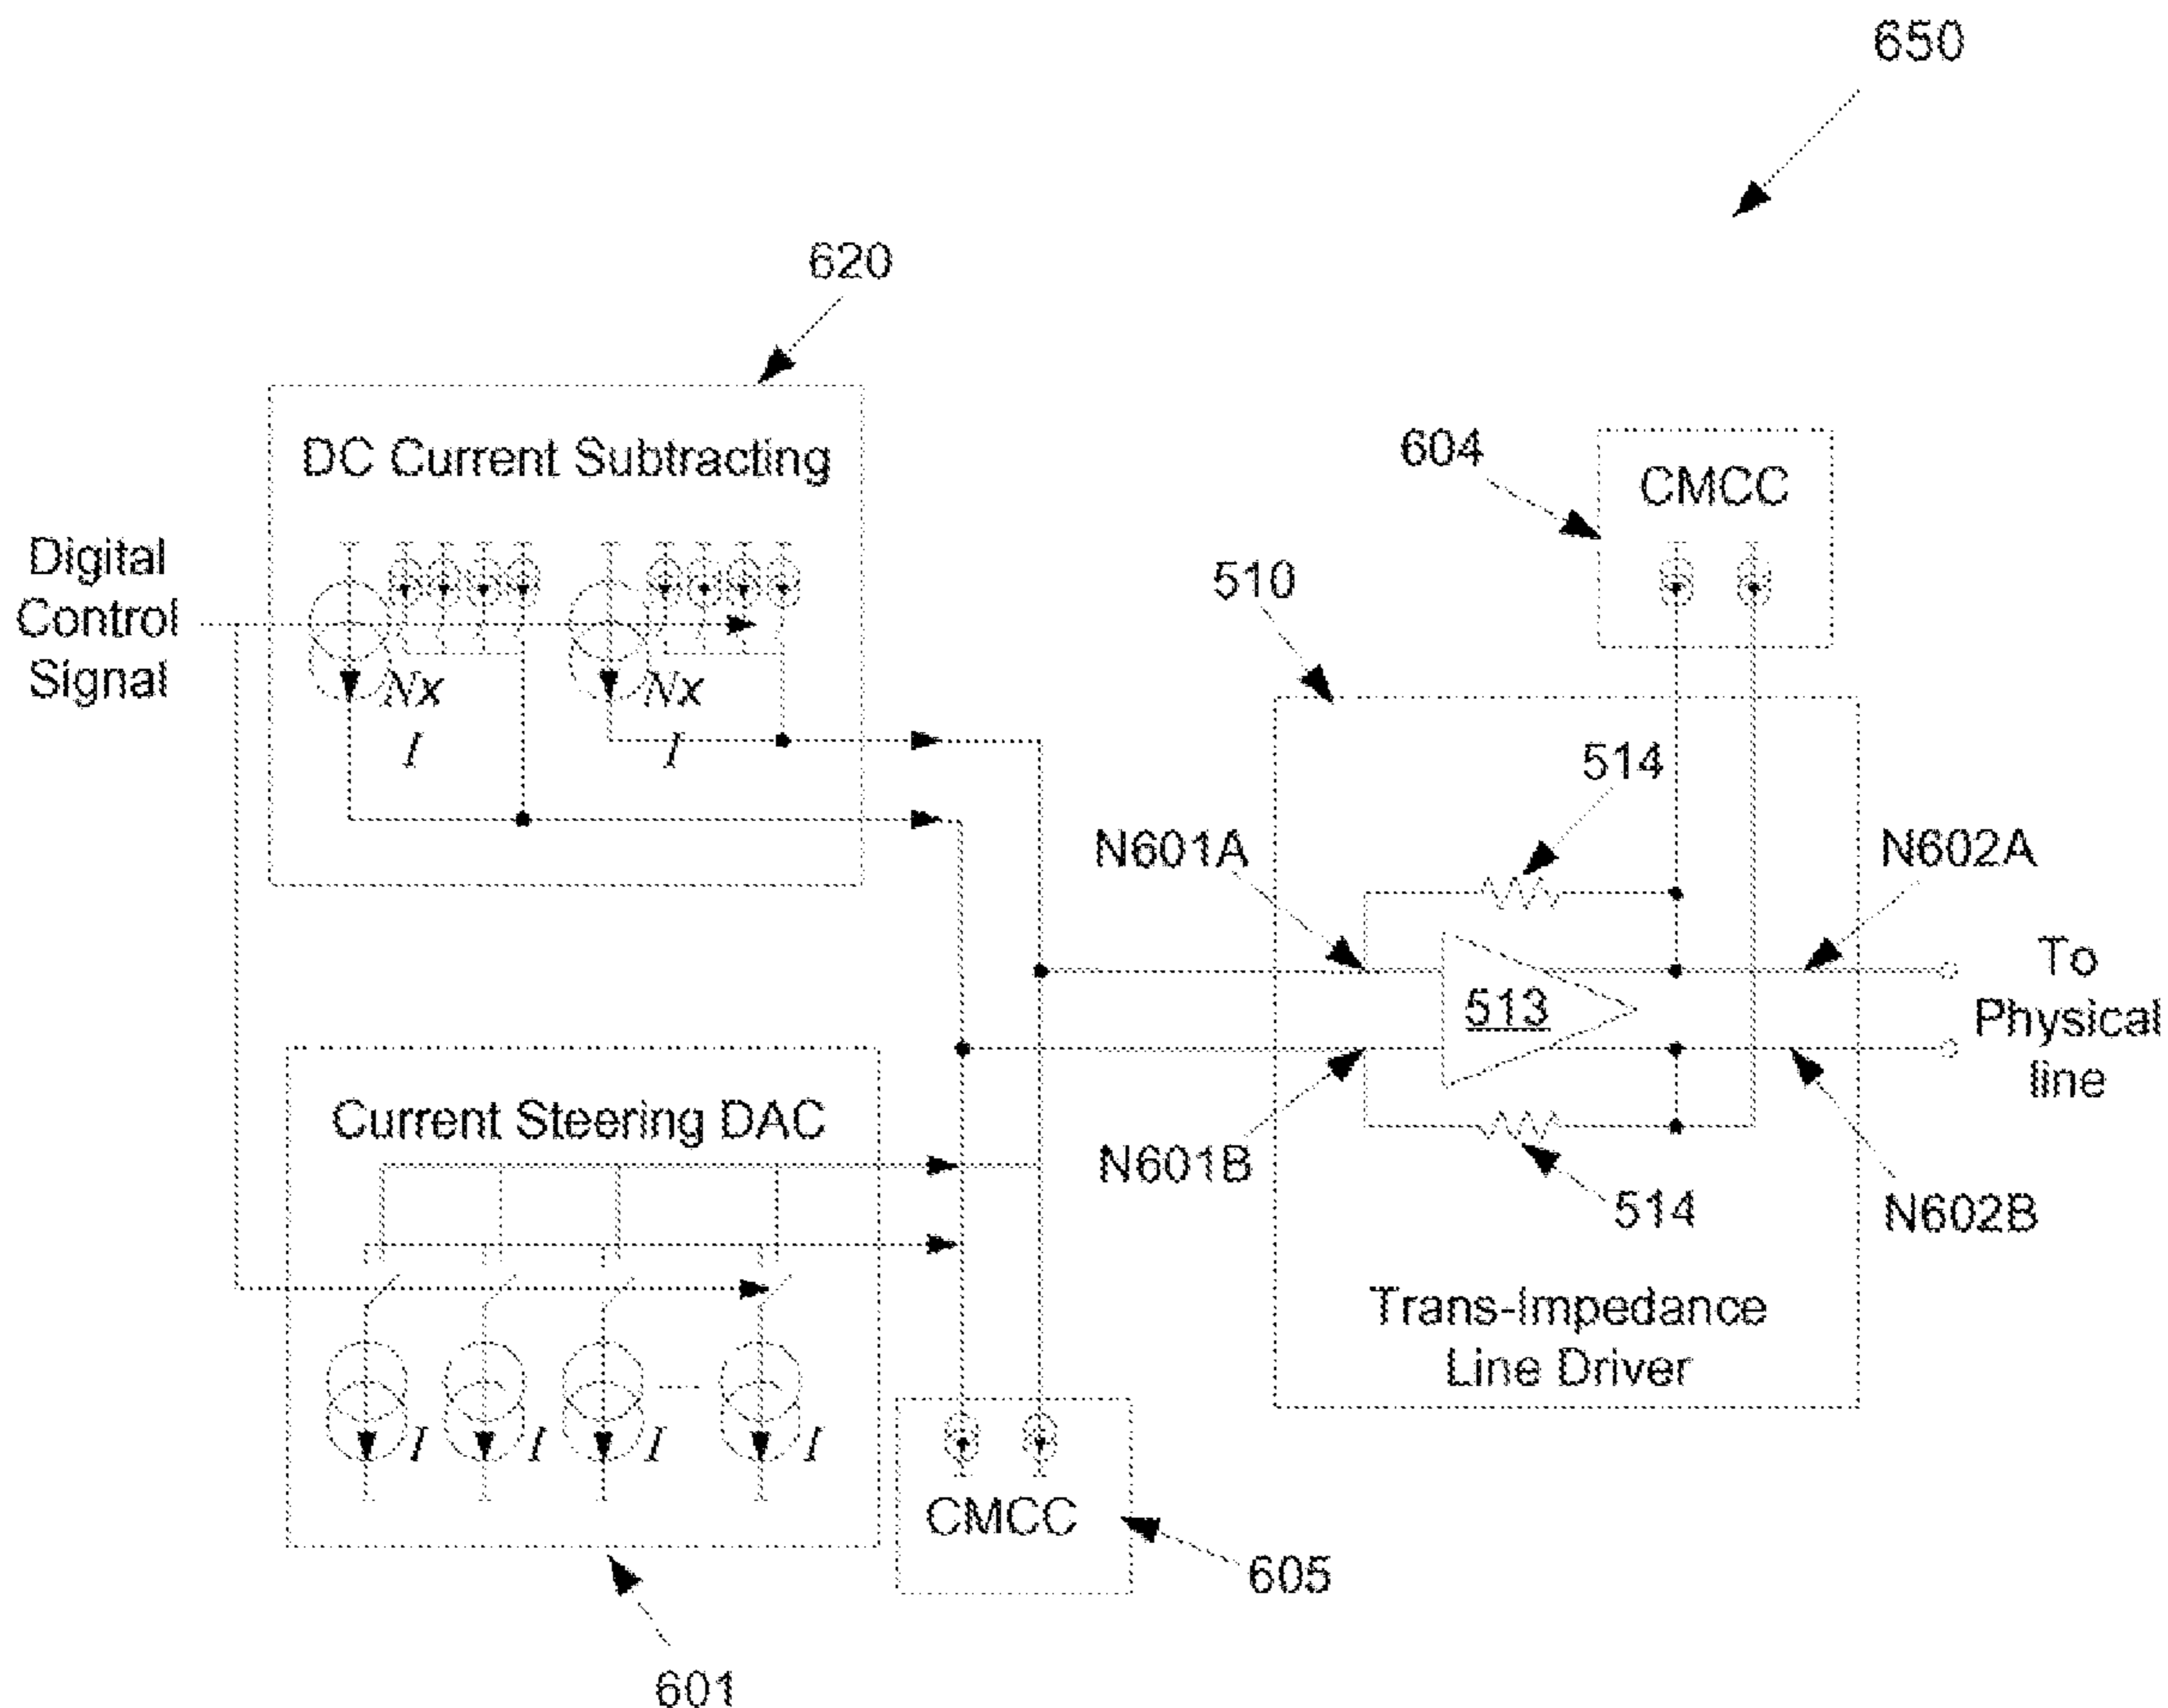 650
620
DC Current Subtracting
604
CMCC
Digital
Control
Signal
510
Nx
I
Nx
I
514
N601A
N602A
To
Physical
line
513
Current Steering DAC
N601B
514
N602B
Trans-Impedance
Line Driver
I
I
I
I
CMCC
605
601